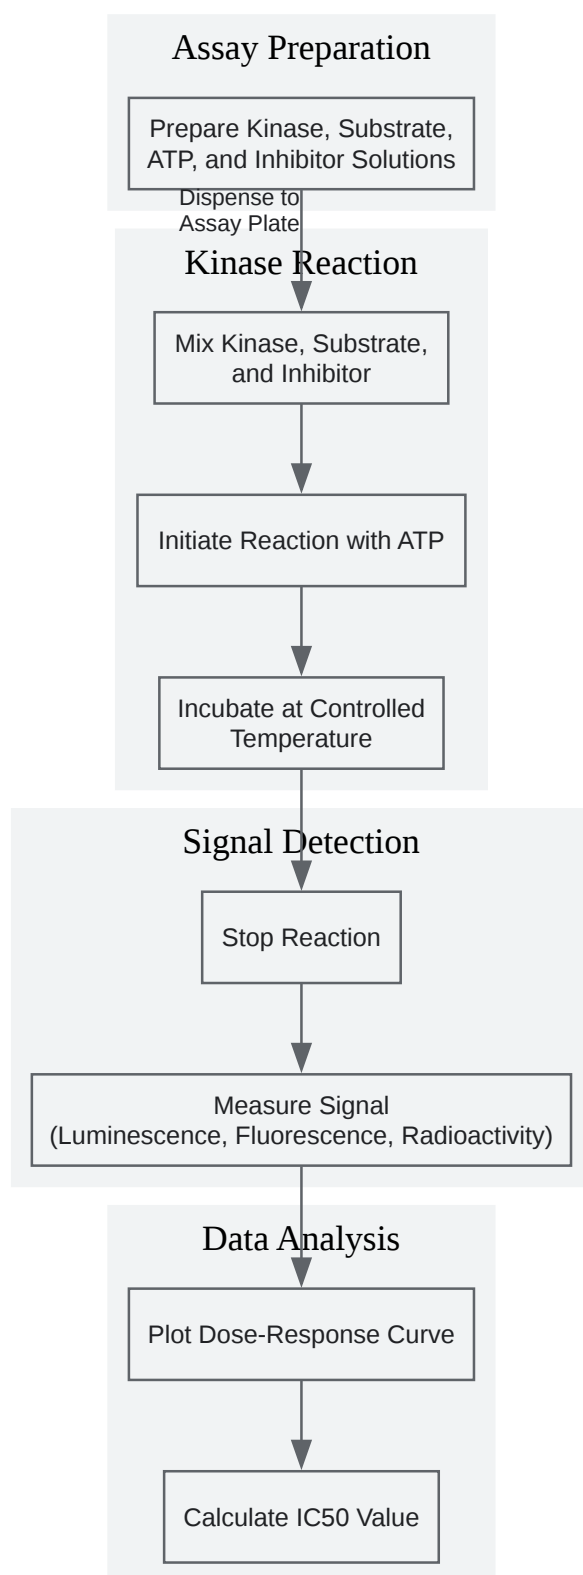 Assay Preparation
Prepare Kinase, Substrate,
ATP, and Inhibitor Solutions
Dispense to
Assay Plate
Kinase Reaction
Mix Kinase, Substrate,
and Inhibitor
Initiate Reaction with ATP
Incubate at Controlled
Temperature
Signal Detection
Stop Reaction
Measure Signal
(Luminescence, Fluorescence, Radioactivity)
Data Analysis
Plot Dose-Response Curve
Calculate IC50 Value